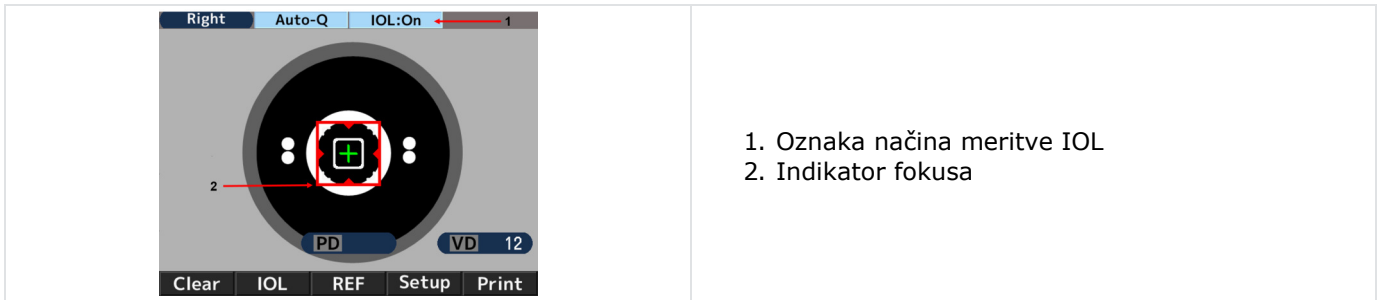 Right Auto-Q IOL:On 1
2
PD VD 12
Clear IOL REF Setup Print
1. Oznaka načina meritve IOL
2. Indikator fokusa